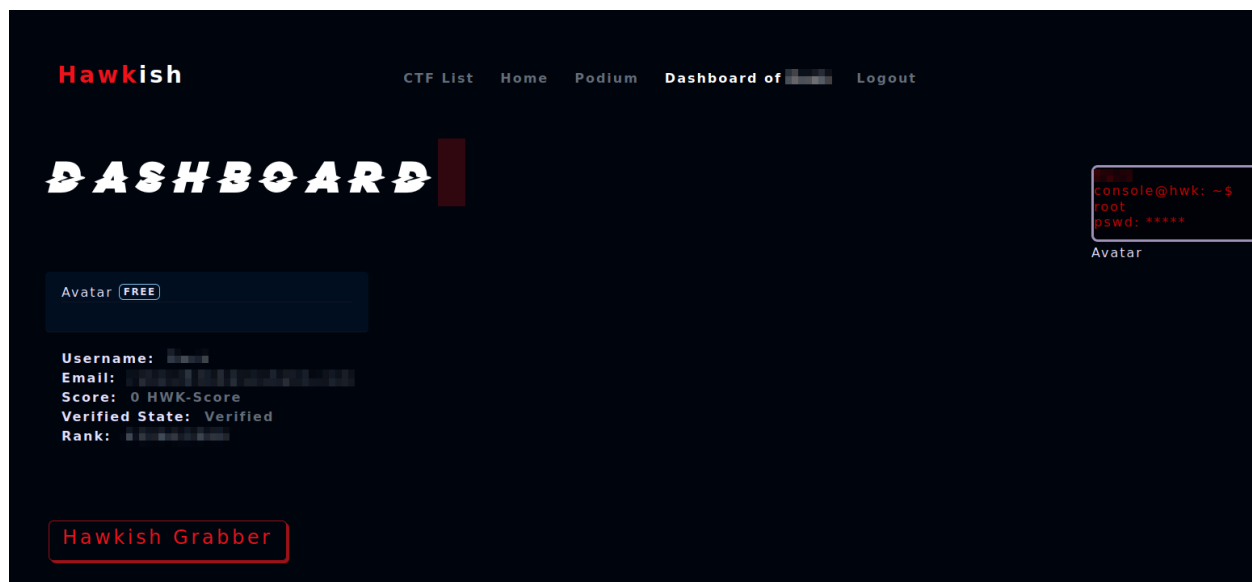 Hawkish
CTF List Home Podium Dashboard of Logout
DASHBOARD
console@hwk: ~$
root
pswd: *****
Avatar
Avatar FREE
Username:
Email:
Score: 0 HWK-Score
Verified State: Verified
Rank:
Hawkish Grabber